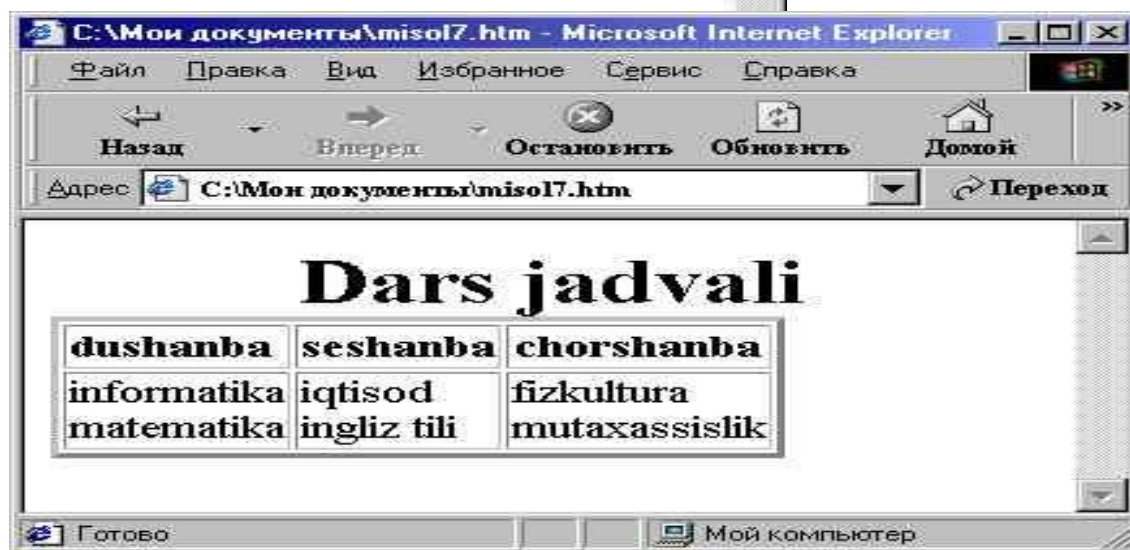 C:\Мои документы\misol7.htm - Microsoft Internet Explorer
Файл Правка Вид Избранное Сервис Справка
Назад Вперед Остановить Обновить Домой
Адрес C:\Мои документы\misol7.htm Переход
Dars jadvali
dushanba seshanba chorshanba
informatika iqtisod fizkultura
matematika ingliz tili mutaxassislik
Готово Мой компьютер